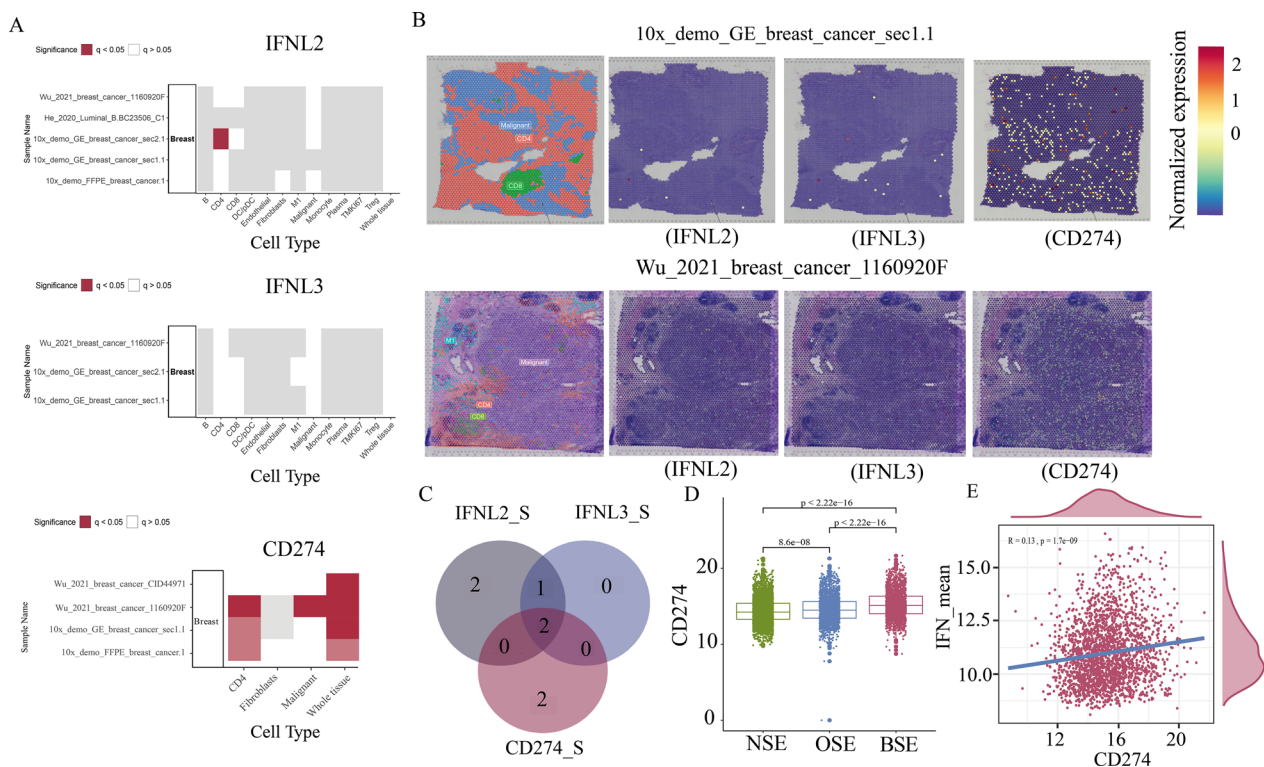 A
IFNL2
Significance q < 0.05 q > 0.05
Sample Name
Wu_2021_breast_cancer_1160920F
He_2020_Luminal_B.BC23506_C1
10x_demo_GE_breast_cancer_sec2.1
10x_demo_GE_breast_cancer_sec1.1
10x_demo_FFPE_breast_cancer.1
Breast
B CD4 CD8 DC/pDC Endothelial Fibroblasts M1 Malignant Monocyte Plasma TMKI67 Treg Whole tissue
Cell Type
IFNL3
Significance q < 0.05 q > 0.05
Sample Name
Wu_2021_breast_cancer_1160920F
10x_demo_GE_breast_cancer_sec2.1
10x_demo_GE_breast_cancer_sec1.1
Breast
B CD4 CD8 DC/pDC Endothelial Fibroblasts M1 Malignant Monocyte Plasma TMKI67 Treg Whole tissue
Cell Type
Significance q < 0.05 q > 0.05
CD274
Sample Name
Wu_2021_breast_cancer_CID44971
Wu_2021_breast_cancer_1160920F
10x_demo_GE_breast_cancer_sec1.1
10x_demo_FFPE_breast_cancer.1
Breast
CD4 Fibroblasts Malignant Whole tissue
Cell Type
B
10x_demo_GE_breast_cancer_sec1.1
Malignant
CD4
CD8
(IFNL2) (IFNL3) (CD274)
Normalized expression
2
0
-2
Wu_2021_breast_cancer_1160920F
M1
Malignant
CD4
CD8
(IFNL2) (IFNL3) (CD274)
C
IFNL2_S IFNL3_S
2 1 0
2
0 0
2
CD274_S
D
p < 2.22e-16
p < 2.22e-16
8.6e-08
CD274
20
10
0
NSE OSE BSE
E
R = 0.13 , p = 1.7e-09
IFN_mean
15.0
12.5
10.0
12 16 20
CD274